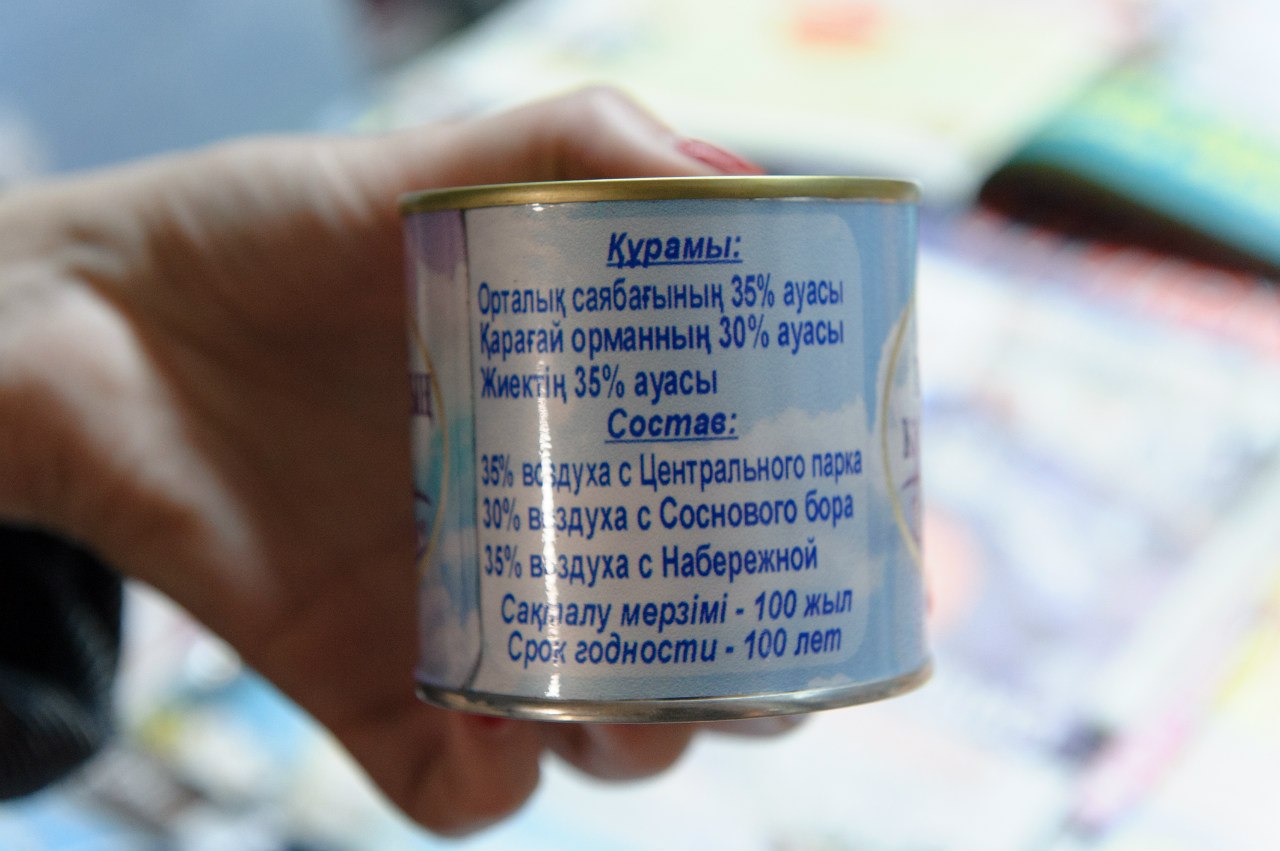 Құрамы:
Орталық саябағының 35% ауасы
Қарағай орманның 30% ауасы
Жиектің 35% ауасы
Состав:
35% воздуха с Центрального парка
30% воздуха с Соснового бора
35% воздуха с Набережной
Сақталу мерзімі - 100 жыл
Срок годности - 100 лет